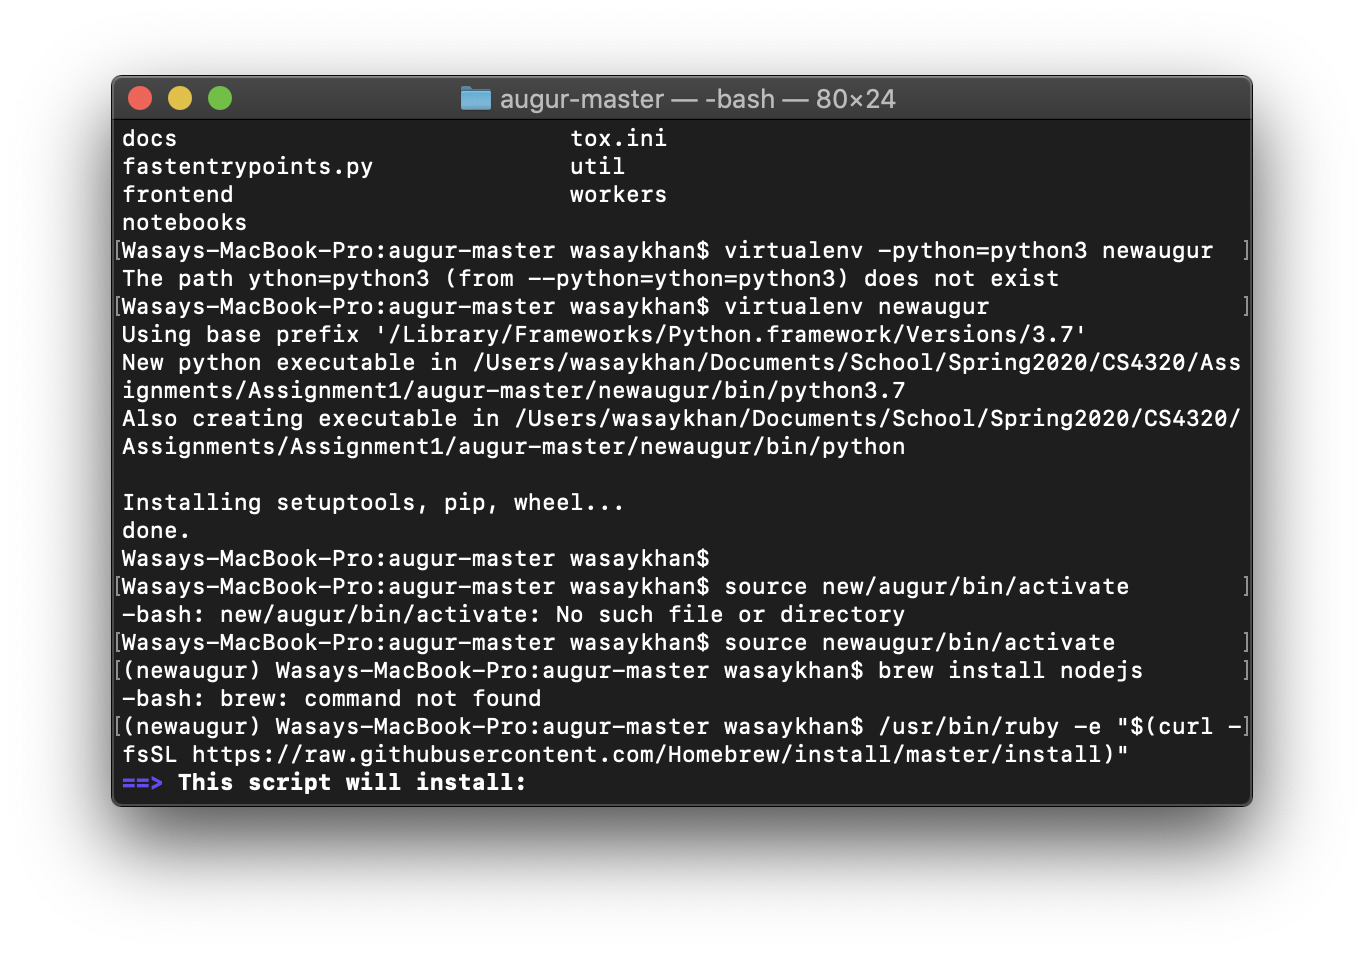 augur-master — -bash — 80×24
docs tox.ini
fastentrypoints.py util
frontend workers
notebooks
[Wasays-MacBook-Pro:augur-master wasaykhan$ virtualenv -python=python3 newaugur ]
The path ython=python3 (from --python=ython=python3) does not exist
[Wasays-MacBook-Pro:augur-master wasaykhan$ virtualenv newaugur ]
Using base prefix '/Library/Frameworks/Python.framework/Versions/3.7'
New python executable in /Users/wasaykhan/Documents/School/Spring2020/CS4320/Ass
ignments/Assignment1/augur-master/newaugur/bin/python3.7
Also creating executable in /Users/wasaykhan/Documents/School/Spring2020/CS4320/
Assignments/Assignment1/augur-master/newaugur/bin/python
Installing setuptools, pip, wheel...
done.
Wasays-MacBook-Pro:augur-master wasaykhan$
[Wasays-MacBook-Pro:augur-master wasaykhan$ source new/augur/bin/activate ]
-bash: new/augur/bin/activate: No such file or directory
[Wasays-MacBook-Pro:augur-master wasaykhan$ source newaugur/bin/activate ]
[(newaugur) Wasays-MacBook-Pro:augur-master wasaykhan$ brew install nodejs ]
-bash: brew: command not found
[(newaugur) Wasays-MacBook-Pro:augur-master wasaykhan$ /usr/bin/ruby -e "$(curl -]
fsSL https://raw.githubusercontent.com/Homebrew/install/master/install)"
==> This script will install: